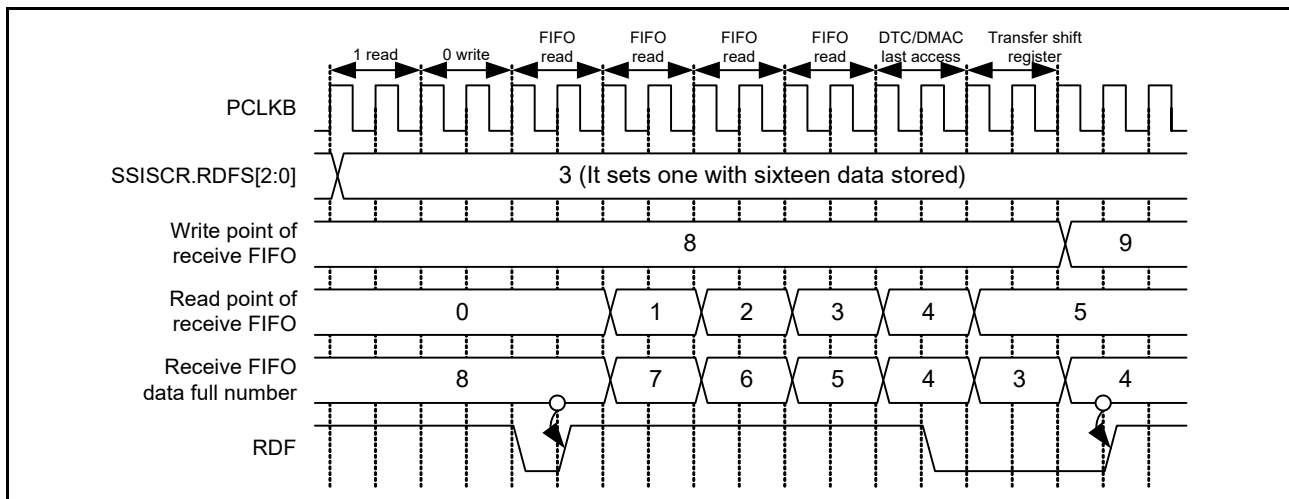 1 read
0 write
FIFO
read
FIFO
read
FIFO
read
FIFO
read
DTC/DMAC
last access
Transfer shift
register
PCLKB
SSISCR.RDFS[2:0]
3 (It sets one with sixteen data stored)
Write point of
receive FIFO
8
9
Read point of
receive FIFO
0
1
2
3
4
5
Receive FIFO
data full number
8
7
6
5
4
3
4
RDF